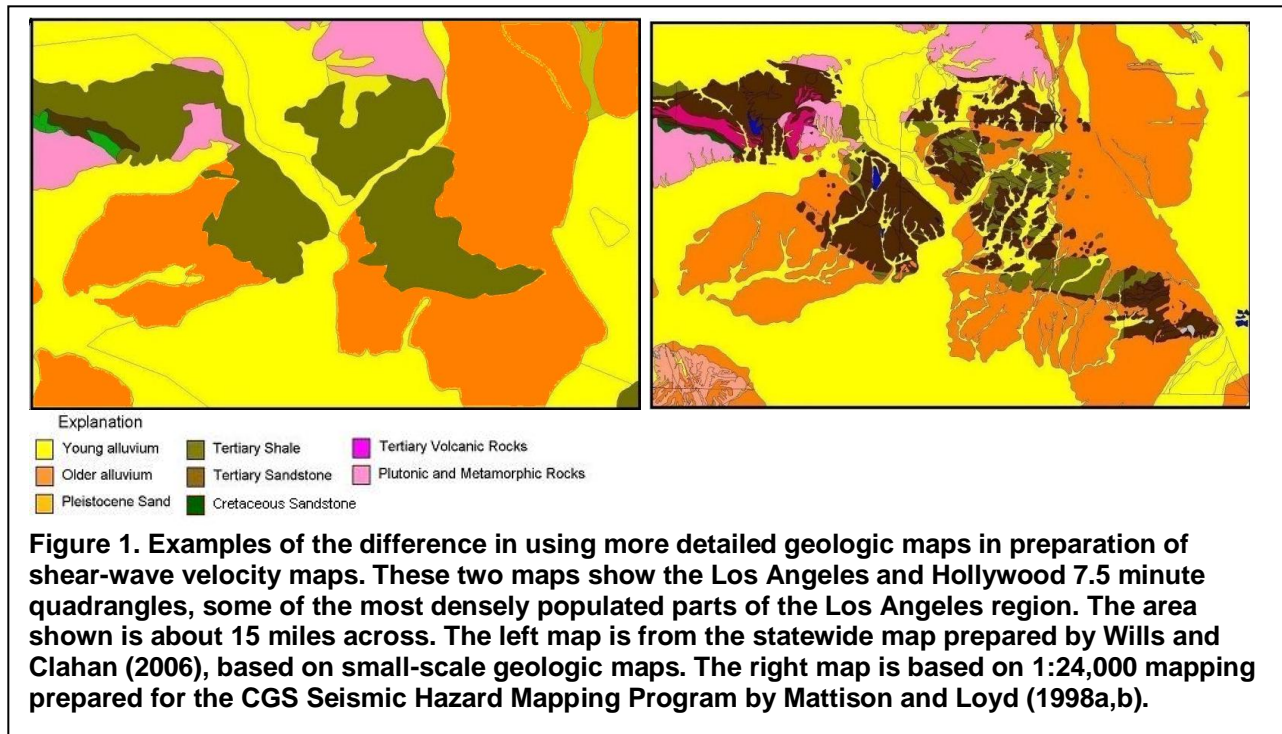 Explanation
Young alluvium
Tertiary Shale
Tertiary Volcanic Rocks
Older alluvium
Tertiary Sandstone
Plutonic and Metamorphic Rocks
Pleistocene Sand
Cretaceous Sandstone
Figure 1. Examples of the difference in using more detailed geologic maps in preparation of
shear-wave velocity maps. These two maps show the Los Angeles and Hollywood 7.5 minute
quadrangles, some of the most densely populated parts of the Los Angeles region. The area
shown is about 15 miles across. The left map is from the statewide map prepared by Wills and
Clahan (2006), based on small-scale geologic maps. The right map is based on 1:24,000 mapping
prepared for the CGS Seismic Hazard Mapping Program by Mattison and Loyd (1998a,b).